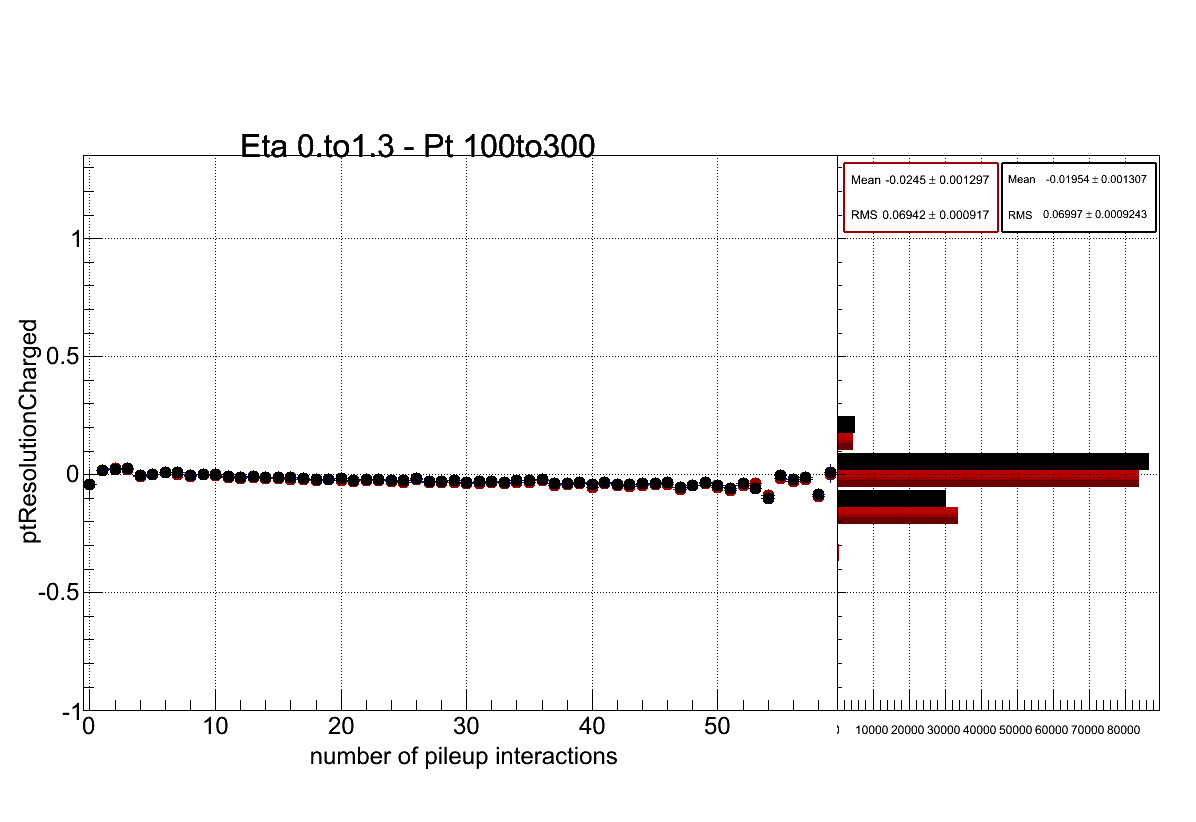 Eta 0.to1.3 - Pt 100to300
Mean -0.0245 ± 0.001297
RMS 0.06942 ± 0.000917
Mean -0.01954 ± 0.001307
RMS 0.06997 ± 0.0009243
ptResolutionCharged
1
0.5
0
-0.5
-1
0 10 20 30 40 50
10000 20000 30000 40000 50000 60000 70000 80000
number of pileup interactions